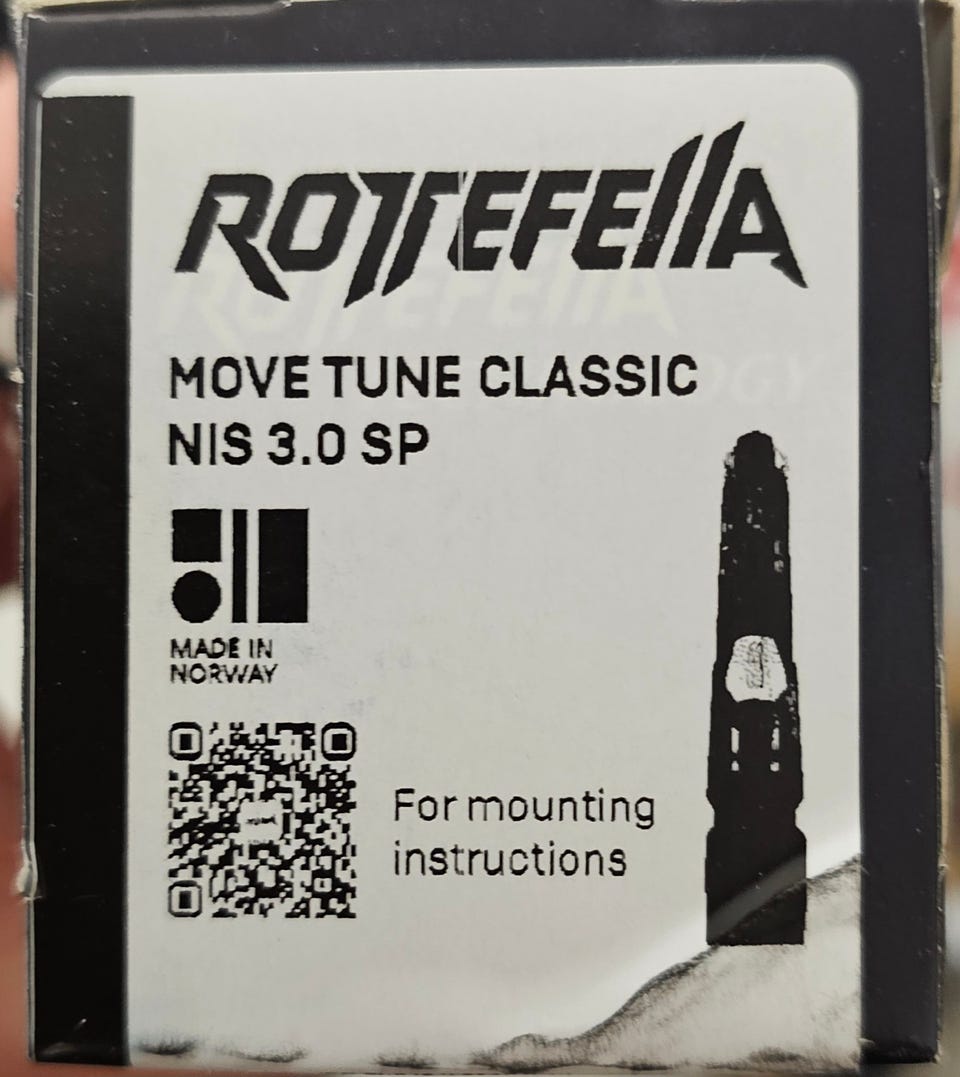 ROTTEFELLA
MOVE TUNE CLASSIC
NIS 3.0 SP
MADE IN
NORWAY
For mounting
instructions